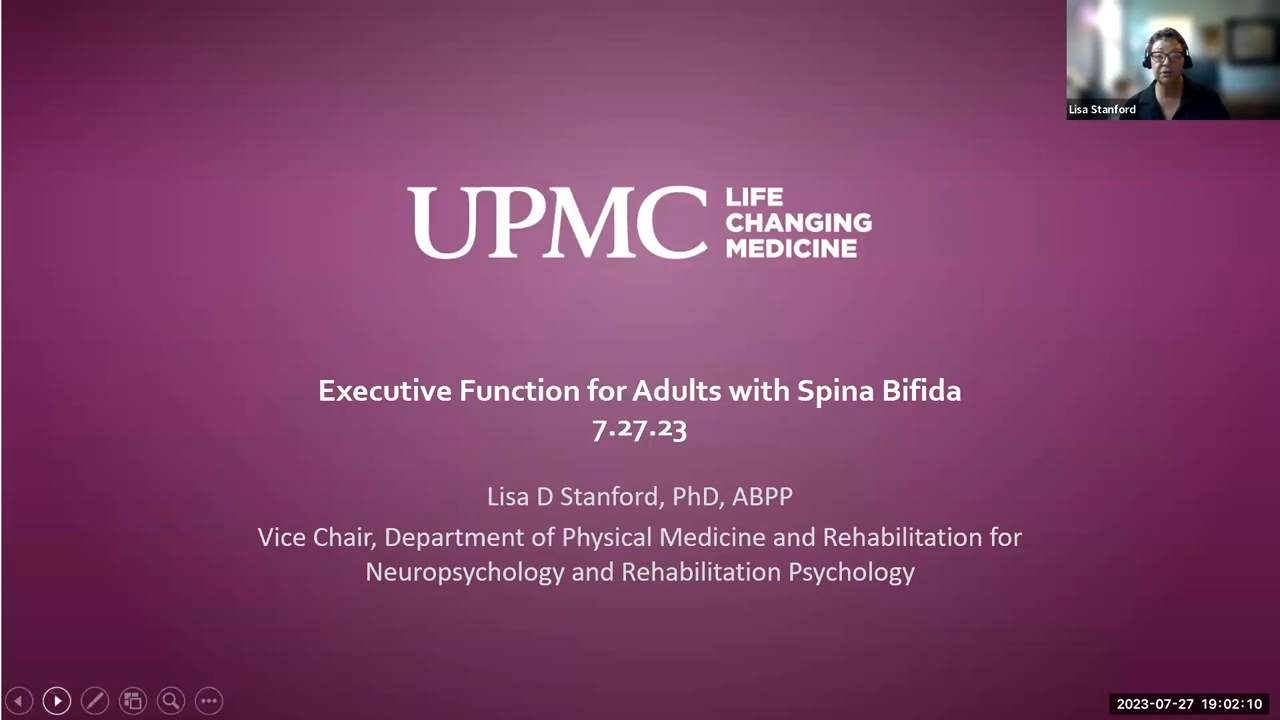 Lisa Stanford
UPMC
LIFE
CHANGING
MEDICINE
Executive Function for Adults with Spina Bifida
7.27.23
Lisa D Stanford, PhD, ABPP
Vice Chair, Department of Physical Medicine and Rehabilitation for
Neuropsychology and Rehabilitation Psychology
2023-07-27 19:02:10